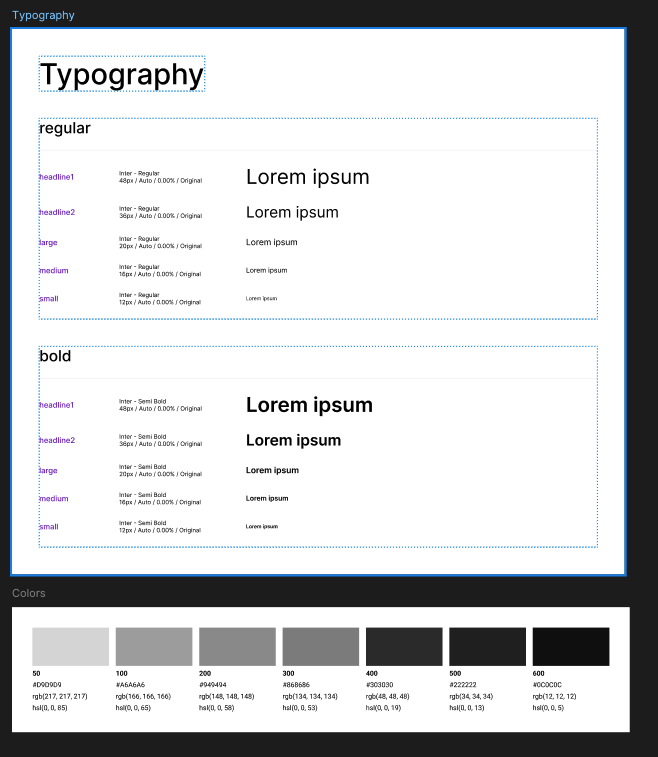 Typography
Typography
regular
headline1
Inter - Regular
48px / Auto / 0.00% / Original
Lorem ipsum
headline2
Inter - Regular
36px / Auto / 0.00% / Original
Lorem ipsum
large
Inter - Regular
20px / Auto / 0.00% / Original
Lorem ipsum
medium
Inter - Regular
16px / Auto / 0.00% / Original
Lorem ipsum
small
Inter - Regular
12px / Auto / 0.00% / Original
Lorem ipsum
bold
headline1
Inter - Semi Bold
48px / Auto / 0.00% / Original
Lorem ipsum
headline2
Inter - Semi Bold
36px / Auto / 0.00% / Original
Lorem ipsum
large
Inter - Semi Bold
20px / Auto / 0.00% / Original
Lorem ipsum
medium
Inter - Semi Bold
16px / Auto / 0.00% / Original
Lorem ipsum
small
Inter - Semi Bold
12px / Auto / 0.00% / Original
Lorem ipsum
Colors
50
#D9D9D9
rgb(217, 217, 217)
hsl(0, 0, 85)
100
#A6A6A6
rgb(166, 166, 166)
hsl(0, 0, 65)
200
#949494
rgb(148, 148, 148)
hsl(0, 0, 58)
300
#868686
rgb(134, 134, 134)
hsl(0, 0, 53)
400
#303030
rgb(48, 48, 48)
hsl(0, 0, 19)
500
#222222
rgb(34, 34, 34)
hsl(0, 0, 13)
600
#0C0C0C
rgb(12, 12, 12)
hsl(0, 0, 5)